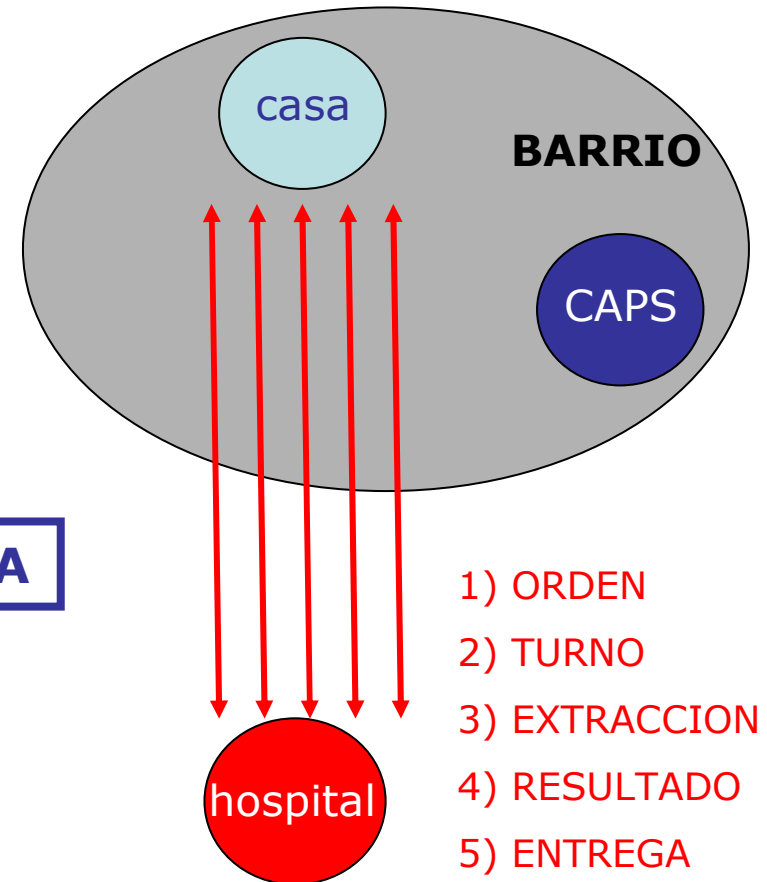 casa
BARRIO
CAPS
A
1) ORDEN
2) TURNO
3) EXTRACCION
4) RESULTADO
5) ENTREGA
hospital